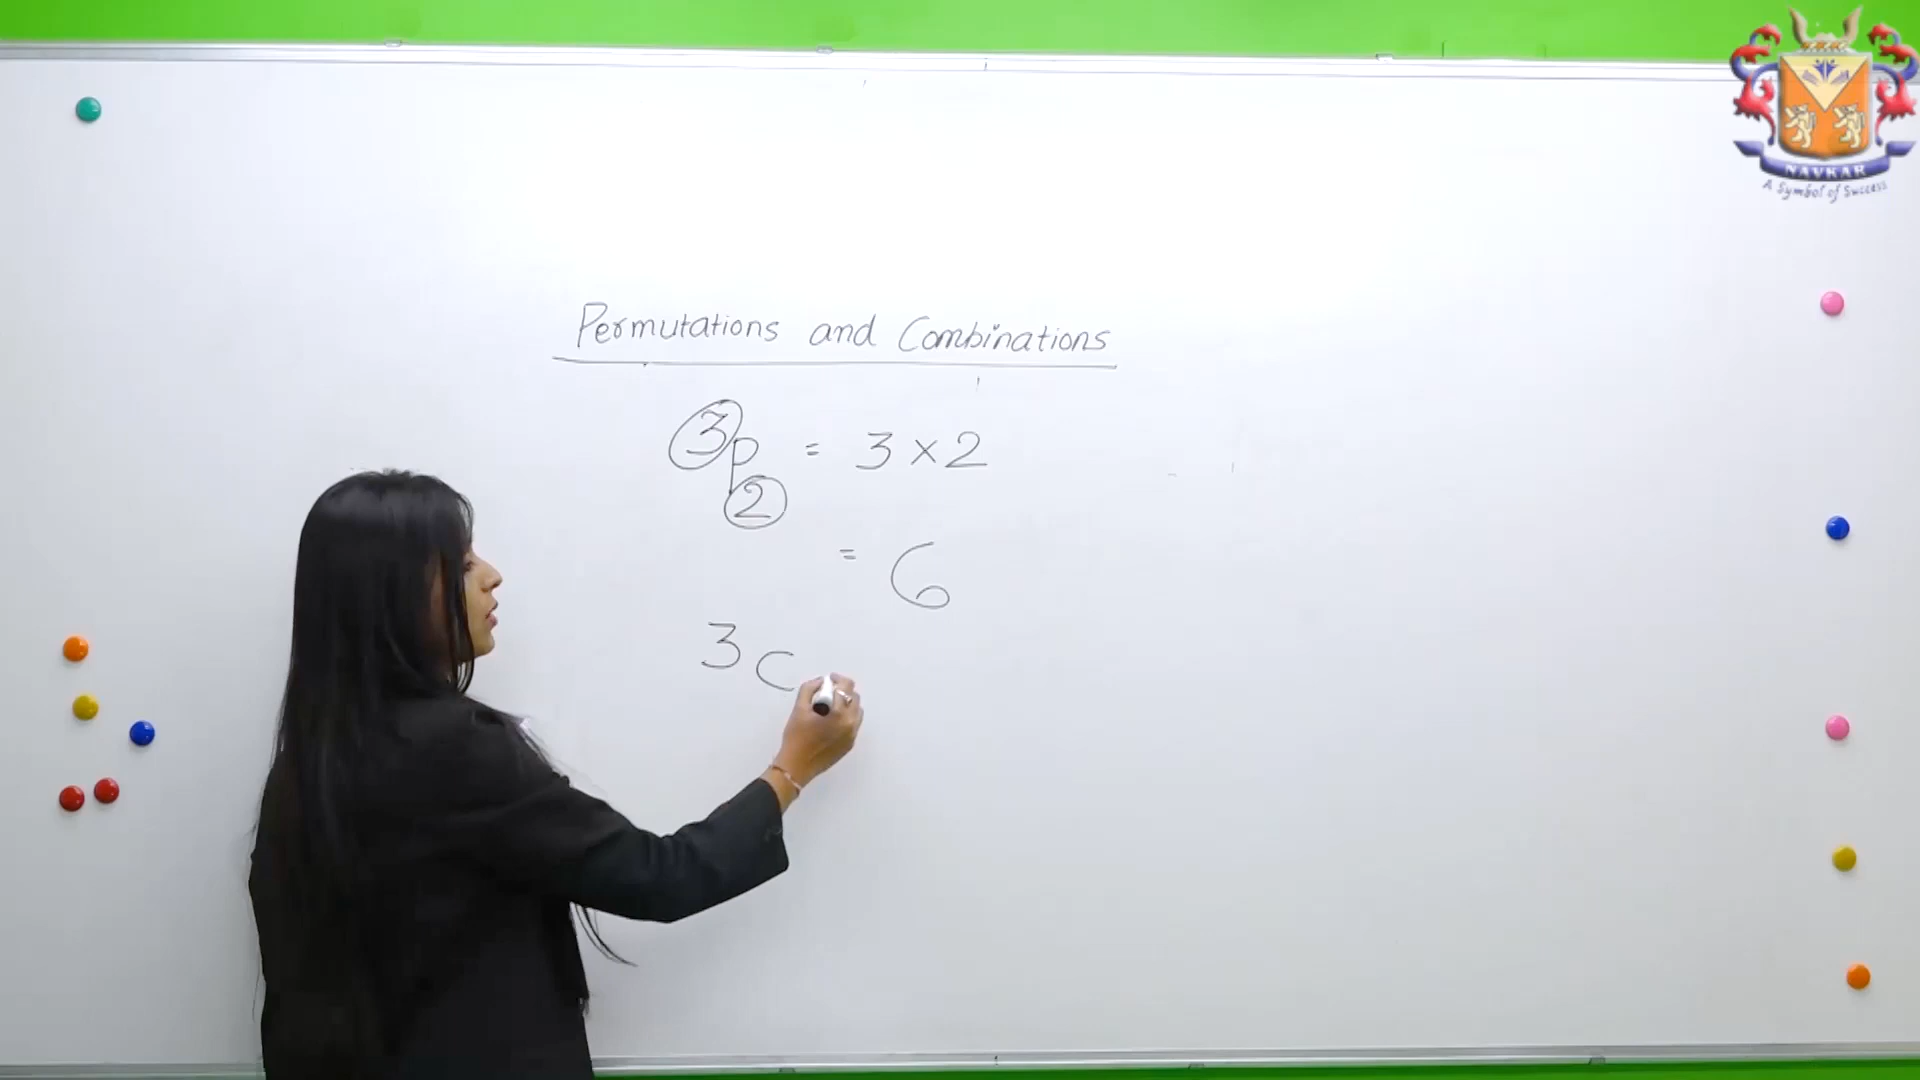 NAVKAR
A Symbol of Success
Permutations and Combinations
3P2 = 3 × 2
= 6
3C